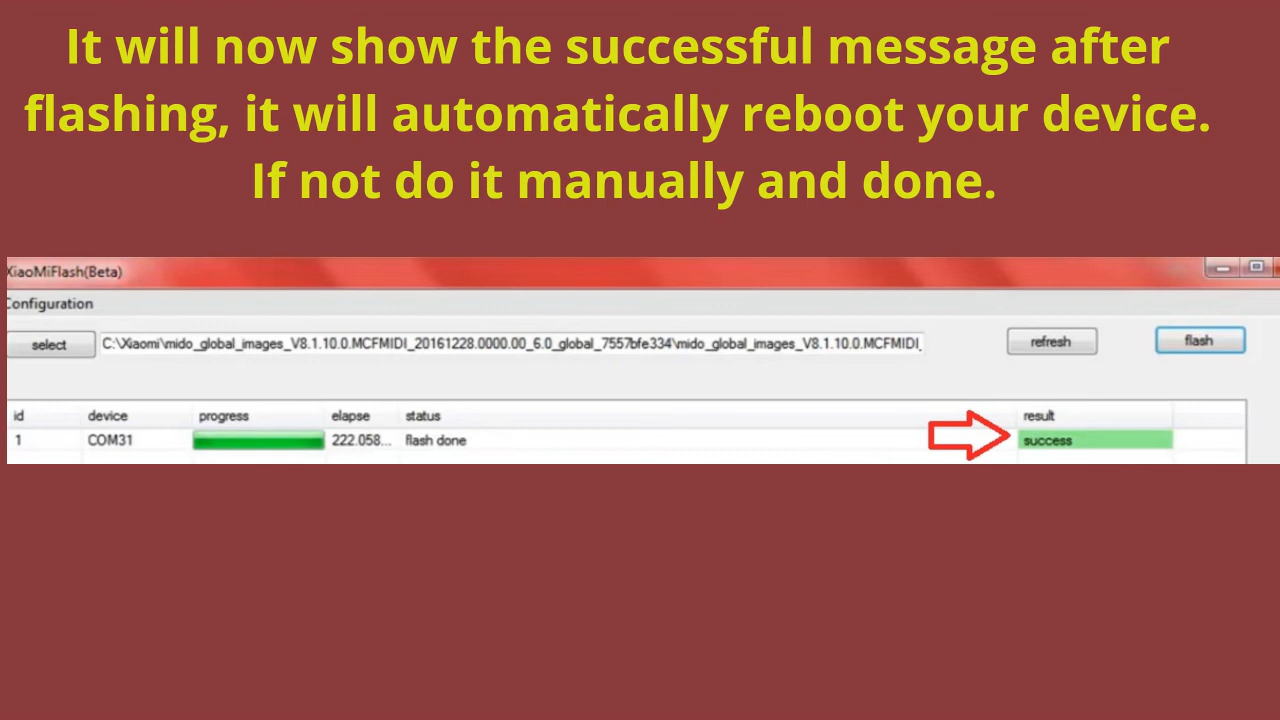 It will now show the successful message after
flashing, it will automatically reboot your device.
If not do it manually and done.
XiaoMiFlash(Beta)
Configuration
select C:\Xiaomi\mido_global_images_V8.1.10.0.MCFMIDI_20161228.0000.00_6.0_global_7557bfe334\mido_global_images_V8.1.10.0.MCFMIDI_ refresh flash
id device progress elapse status result
1 COM31 222.058... flash done success